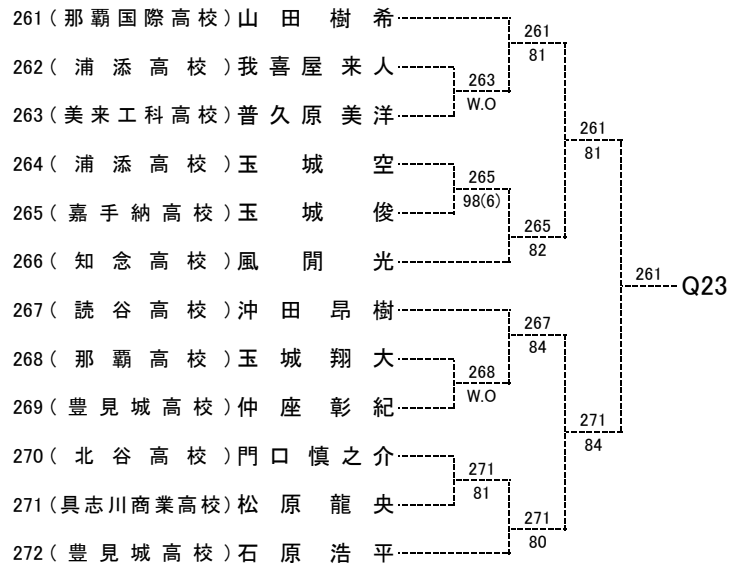 261 (那覇国際高校) 山田樹希
261
81
262 (浦添高校) 我喜屋来人
263
W.O
263 (美来工科高校) 普久原美洋
261
81
264 (浦添高校) 玉城空
265
98(6)
265 (嘉手納高校) 玉城俊
265
82
266 (知念高校) 風閒光
261
Q23
267 (読谷高校) 沖田昂樹
267
84
268 (那覇高校) 玉城翔大
268
W.O
269 (豊見城高校) 仲座彰紀
271
84
270 (北谷高校) 門口慎之介
271
81
271 (具志川商業高校) 松原龍央
271
80
272 (豊見城高校) 石原浩平